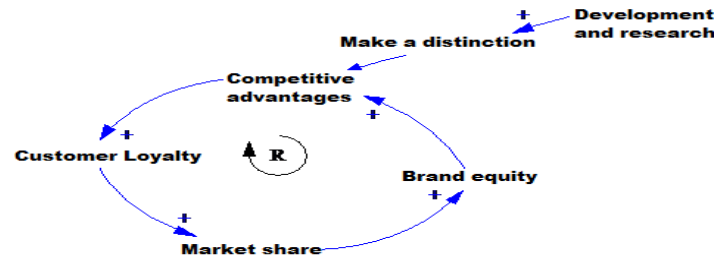 +
Development
and research
Make a distinction
Competitive
advantages
+
+
Customer Loyalty
R
Brand equity
+
+
Market share